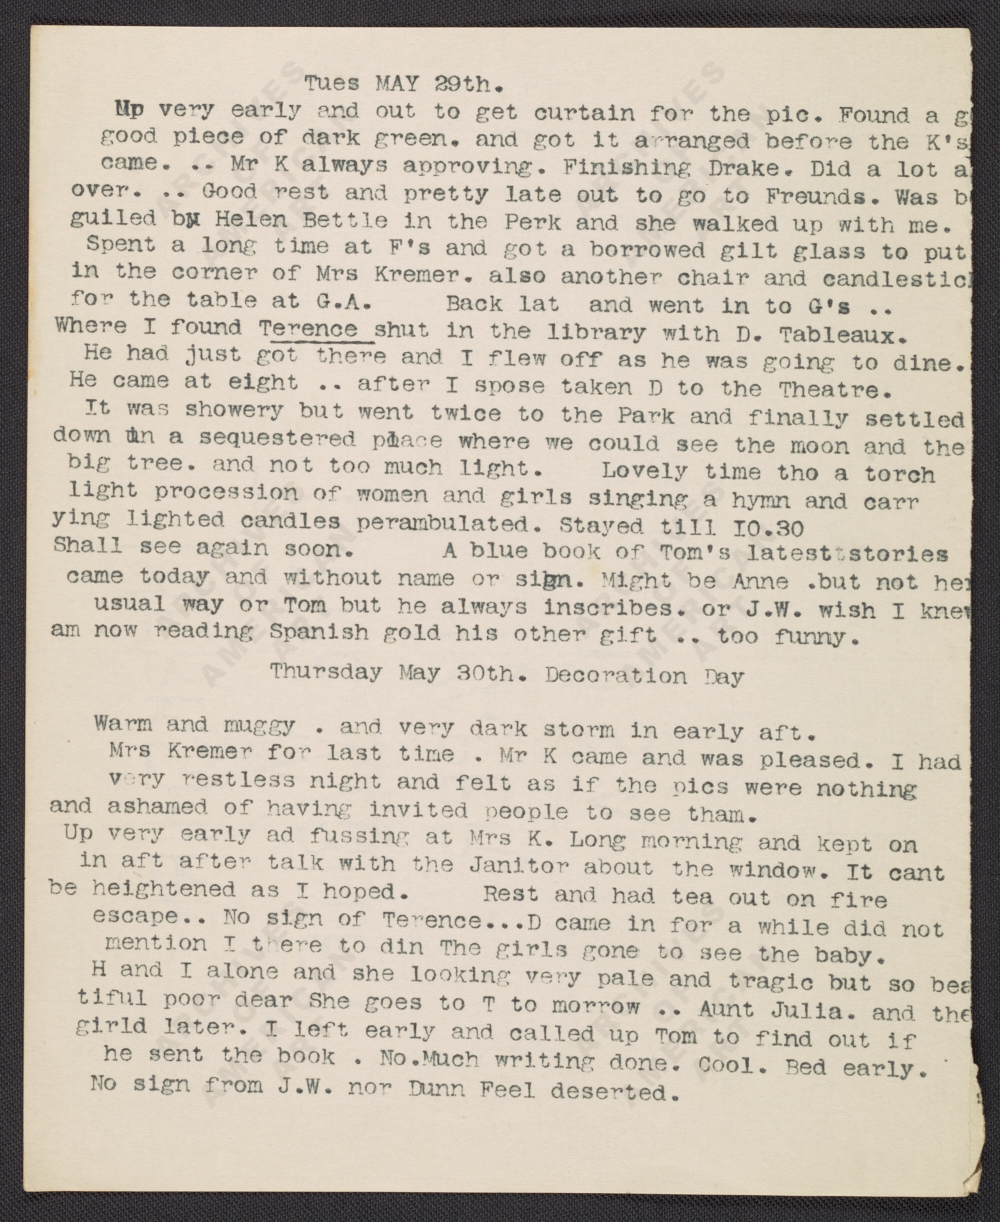 Tues MAY 29th.
Up very early and out to get curtain for the pic. Found a g
good piece of dark green. and got it arranged before the K's
came. .. Mr K always approving. Finishing Drake. Did a lot a
over. .. Good rest and pretty late out to go to Freunds. Was b
guiled by Helen Bettle in the Perk and she walked up with me.
Spent a long time at F's and got a borrowed gilt glass to put
in the corner of Mrs Kremer. also another chair and candlestic
for the table at G.A. Back lat and went in to G's ..
Where I found Terence shut in the library with D. Tableaux.
He had just got there and I flew off as he was going to dine.
He came at eight .. after I spose taken D to the Theatre.
It was showery but went twice to the Park and finally settled
down in a sequestered place where we could see the moon and the
big tree. and not too much light. Lovely time tho a torch
light procession of women and girls singing a hymn and carr
ying lighted candles perambulated. Stayed till I0.30
Shall see again soon. A blue book of Tom's latest stories
came today and without name or sign. Might be Anne .but not her
usual way or Tom but he always inscribes. or J.W. wish I knew
am now reading Spanish gold his other gift .. too funny.
Thursday May 30th. Decoration Day
Warm and muggy . and very dark storm in early aft.
Mrs Kremer for last time . Mr K came and was pleased. I had
very restless night and felt as if the pics were nothing
and ashamed of having invited people to see tham.
Up very early ad fussing at Mrs K. Long morning and kept on
in aft after talk with the Janitor about the window. It cant
be heightened as I hoped. Rest and had tea out on fire
escape.. No sign of Terence...D came in for a while did not
mention I there to din The girls gone to see the baby.
H and I alone and she looking very pale and tragic but so bea
tiful poor dear She goes to T to morrow .. Aunt Julia. and the
girld later. I left early and called up Tom to find out if
he sent the book . No.Much writing done. Cool. Bed early.
No sign from J.W. nor Dunn Feel deserted.